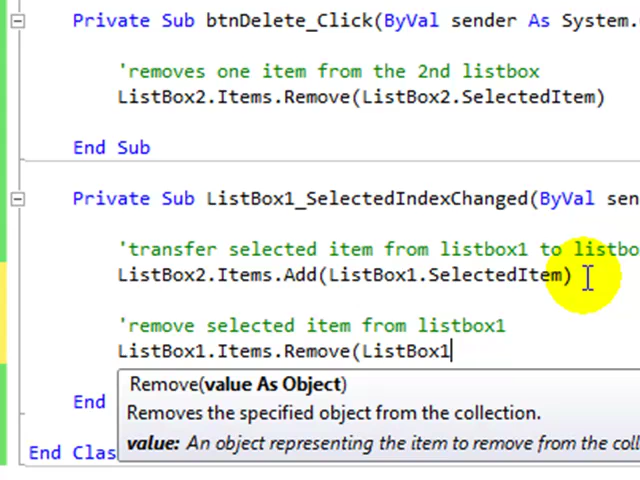 Private Sub btnDelete_Click(ByVal sender As System.
'removes one item from the 2nd listbox
ListBox2.Items.Remove(ListBox2.SelectedItem)
End Sub
Private Sub ListBox1_SelectedIndexChanged(ByVal sen
'transfer selected item from listbox1 to listbo
ListBox2.Items.Add(ListBox1.SelectedItem)
'remove selected item from listbox1
ListBox1.Items.Remove(ListBox1
Remove(value As Object)
End
Removes the specified object from the collection.
value: An object representing the item to remove from the coll
End Clas